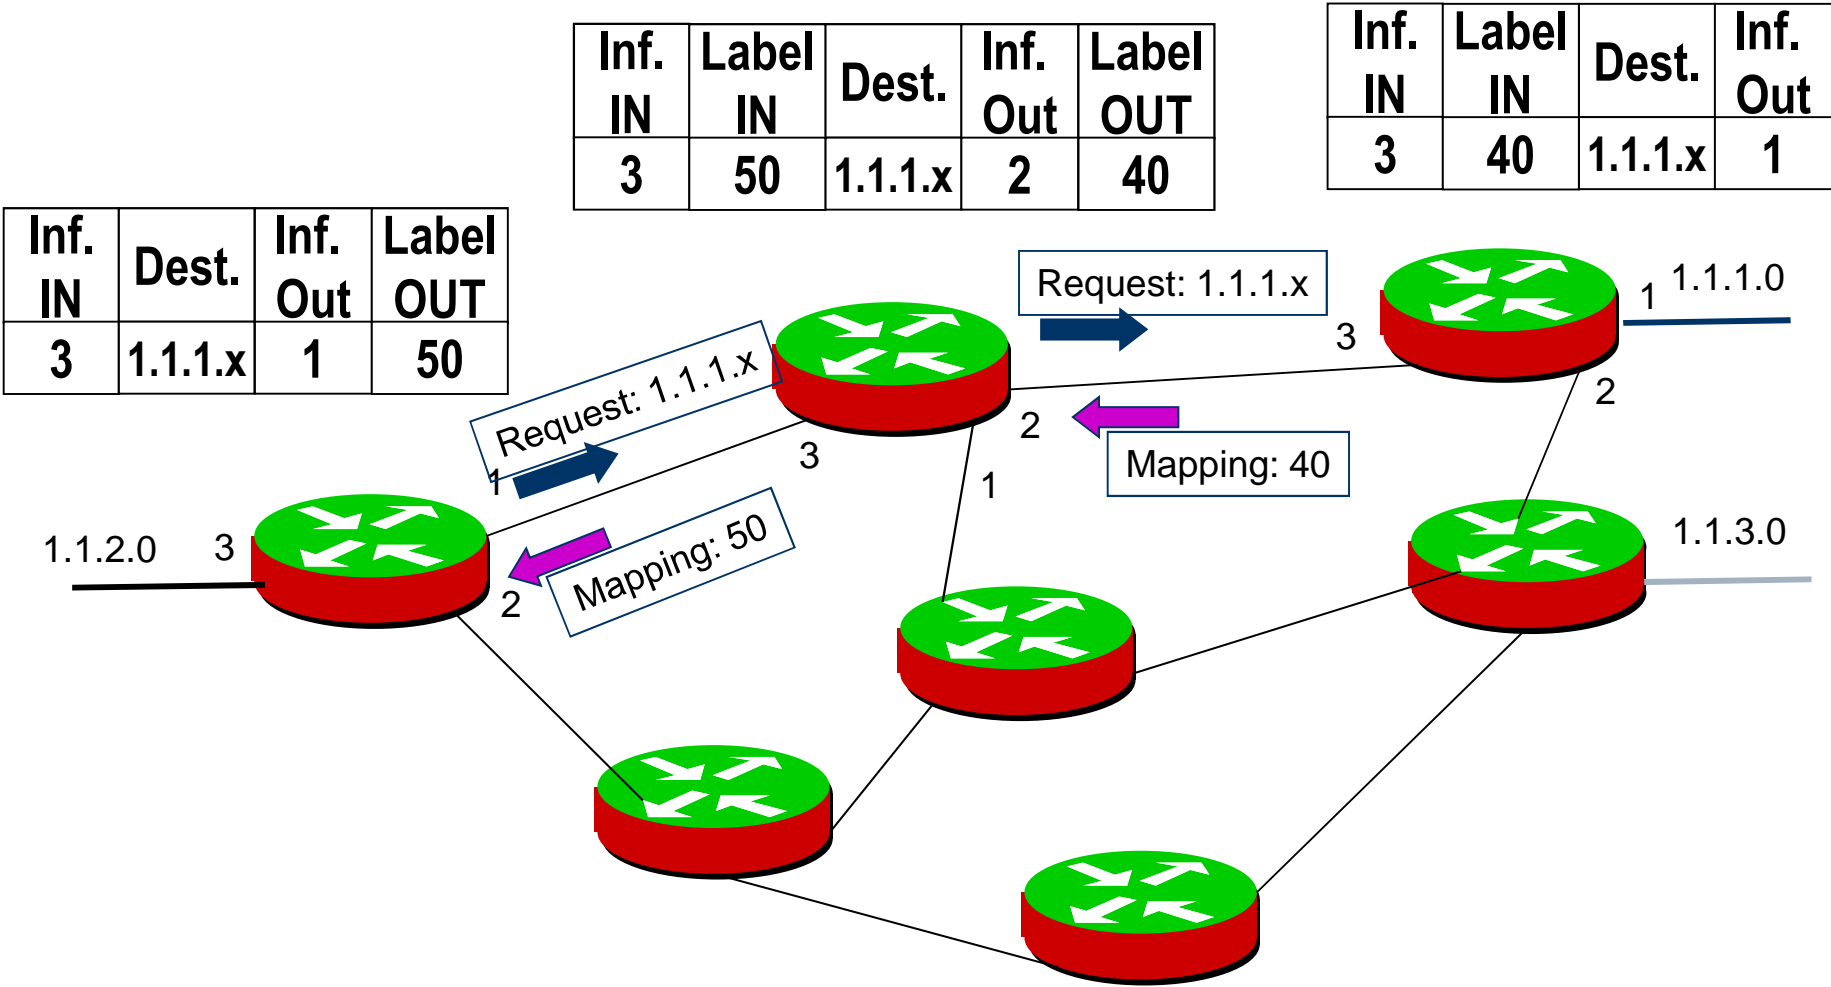 Inf. IN | Label IN | Dest. | Inf. Out | Label OUT
3 | 50 | 1.1.1.x | 2 | 40
Inf. IN | Label IN | Dest. | Inf. Out
3 | 40 | 1.1.1.x | 1
Inf. IN | Dest. | Inf. Out | Label OUT
3 | 1.1.1.x | 1 | 50
Request: 1.1.1.x
1
1.1.1.0
3
2
Request: 1.1.1.x
2
Mapping: 40
3
1
1
Mapping: 50
1.1.2.0
3
2
1.1.3.0